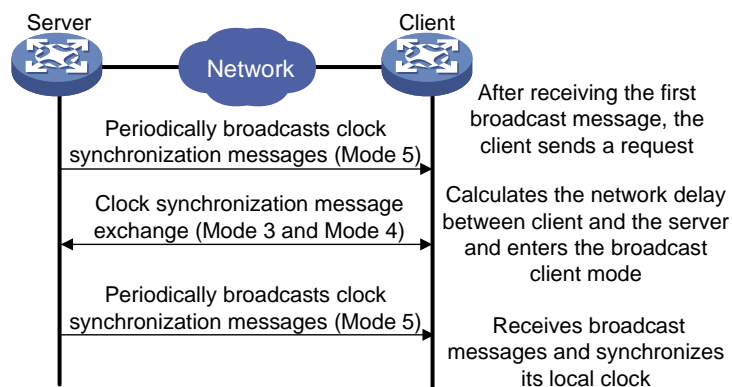 Server
Client
Network
After receiving the first
broadcast message, the
client sends a request
Periodically broadcasts clock
synchronization messages (Mode 5)
Clock synchronization message
exchange (Mode 3 and Mode 4)
Calculates the network delay
between client and the server
and enters the broadcast
client mode
Periodically broadcasts clock
synchronization messages (Mode 5)
Receives broadcast
messages and synchronizes
its local clock